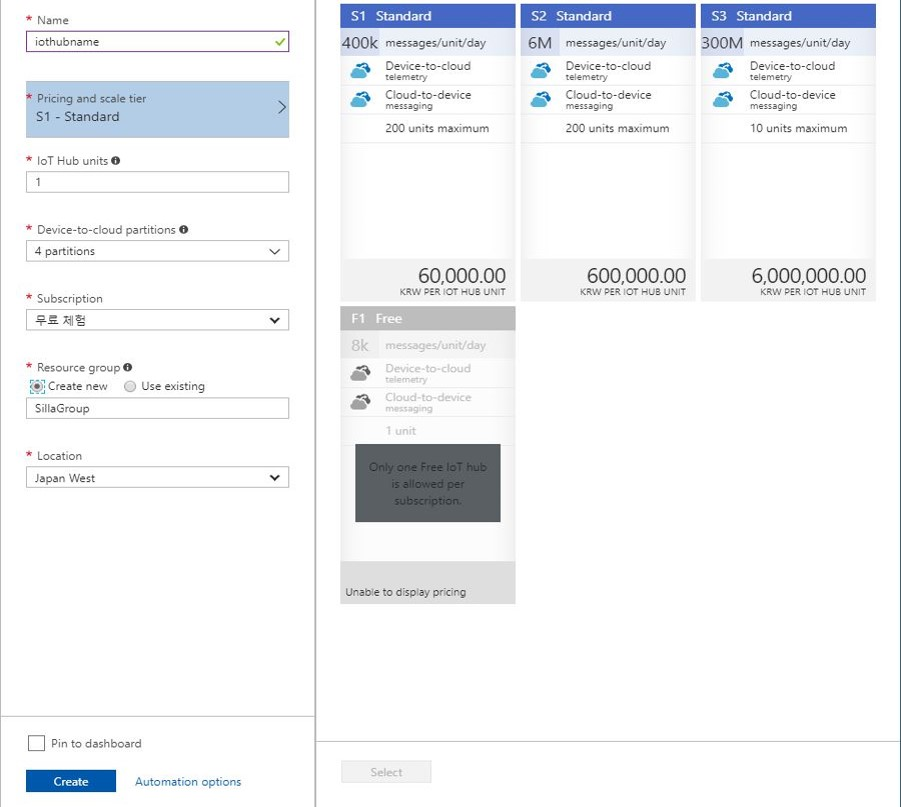 * Name
iothubname
* Pricing and scale tier
S1 - Standard
* IoT Hub units
1
* Device-to-cloud partitions
4 partitions
* Subscription
무료 체험
* Resource group
Create new Use existing
SillaGroup
* Location
Japan West
Pin to dashboard
Create Automation options
S1 Standard
400k messages/unit/day
Device-to-cloud
telemetry
Cloud-to-device
messaging
200 units maximum
60,000.00
KRW PER IOT HUB UNIT
S2 Standard
6M messages/unit/day
Device-to-cloud
telemetry
Cloud-to-device
messaging
200 units maximum
600,000.00
KRW PER IOT HUB UNIT
S3 Standard
300M messages/unit/day
Device-to-cloud
telemetry
Cloud-to-device
messaging
10 units maximum
6,000,000.00
KRW PER IOT HUB UNIT
F1 Free
8k messages/unit/day
Device-to-cloud
telemetry
Cloud-to-device
messaging
1 unit
Only one Free IoT hub
is allowed per
subscription.
Unable to display pricing
Select